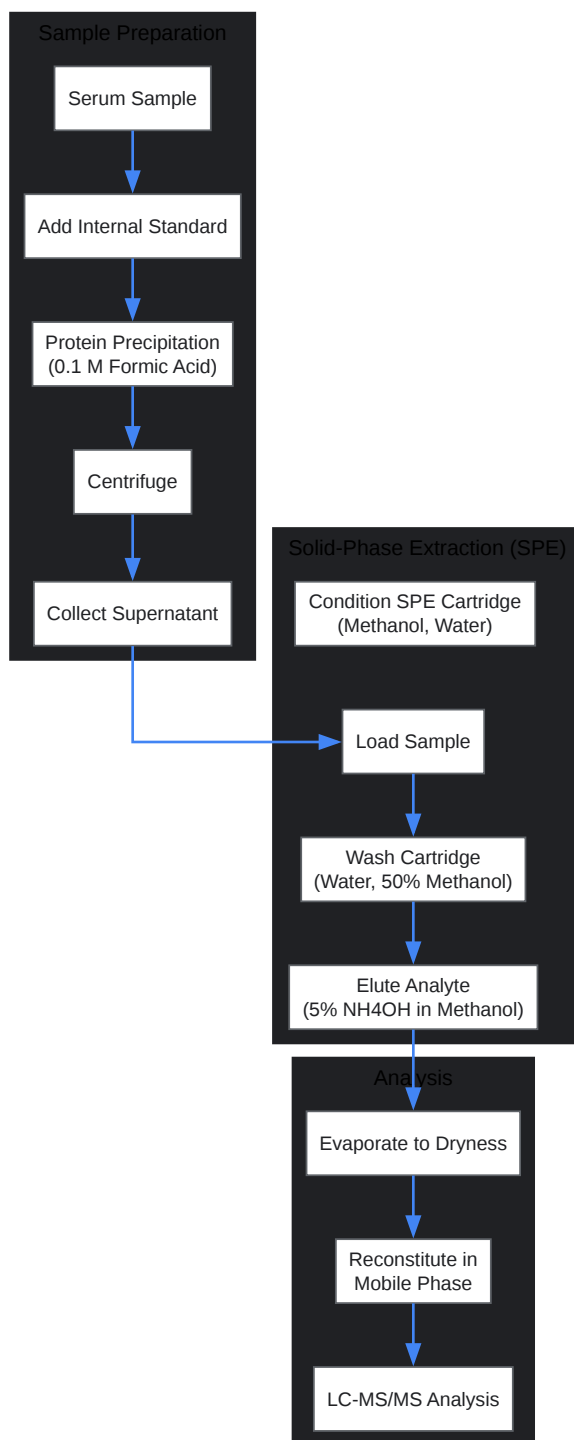 Sample Preparation
Serum Sample
Add Internal Standard
Protein Precipitation
(0.1 M Formic Acid)
Centrifuge
Collect Supernatant
Solid-Phase Extraction (SPE)
Condition SPE Cartridge
(Methanol, Water)
Load Sample
Wash Cartridge
(Water, 50% Methanol)
Elute Analyte
(5% NH4OH in Methanol)
Analysis
Evaporate to Dryness
Reconstitute in
Mobile Phase
LC-MS/MS Analysis